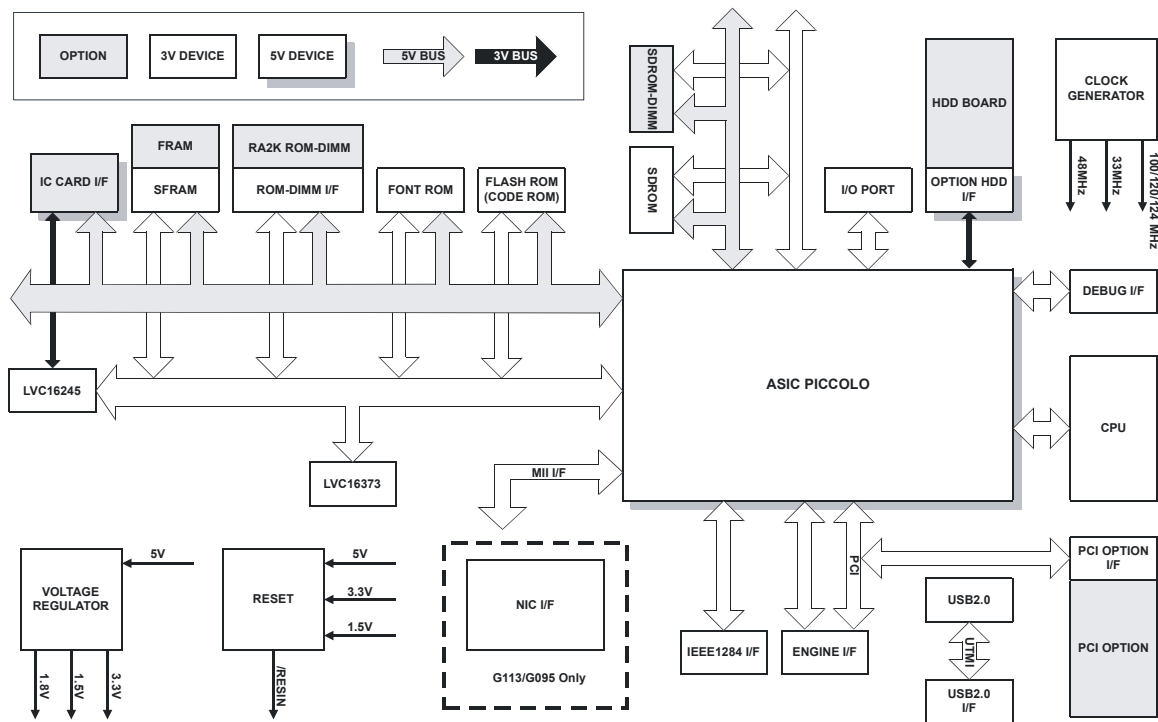 OPTION
3V DEVICE
5V DEVICE
5V BUS
3V BUS
SDROM-DIMM
HDD BOARD
CLOCK
GENERATOR
FRAM
RA2K ROM-DIMM
IC CARD I/F
SFRAM
ROM-DIMM I/F
FONT ROM
FLASH ROM
(CODE ROM)
SDROM
I/O PORT
OPTION HDD
I/F
48MHz
33MHz
100/120/124 MHz
DEBUG I/F
LVC16245
ASIC PICCOLO
CPU
LVC16373
MII I/F
5V
VOLTAGE
REGULATOR
1.8V
1.5V
3.3V
RESET
5V
3.3V
1.5V
/RESIN
NIC I/F
G113/G095 Only
PCI
PCI OPTION
I/F
USB2.0
IEEE1284 I/F
ENGINE I/F
UTMI
PCI OPTION
USB2.0
I/F